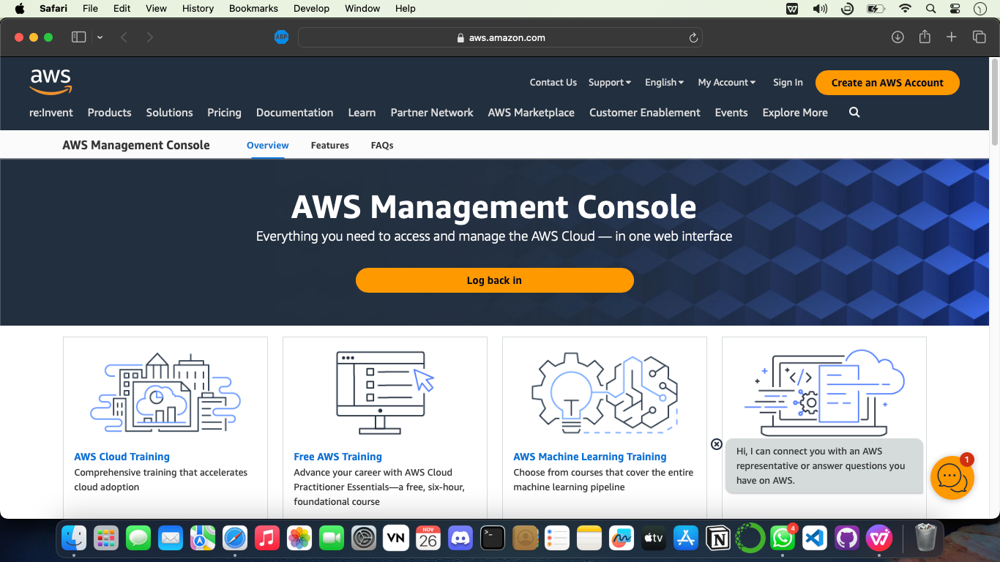 Safari File Edit View History Bookmarks Develop Window Help
ABP
aws.amazon.com
aws
Contact Us Support English My Account Sign In Create an AWS Account
re:Invent Products Solutions Pricing Documentation Learn Partner Network AWS Marketplace Customer Enablement Events Explore More
AWS Management Console Overview Features FAQs
AWS Management Console
Everything you need to access and manage the AWS Cloud — in one web interface
Log back in
AWS Cloud Training
Comprehensive training that accelerates
cloud adoption
Free AWS Training
Advance your career with AWS Cloud
Practitioner Essentials—a free, six-hour,
foundational course
AWS Machine Learning Training
Choose from courses that cover the entire
machine learning pipeline
Hi, I can connect you with an AWS
representative or answer questions you
have on AWS.
1
VN
NOV
26
tv
4